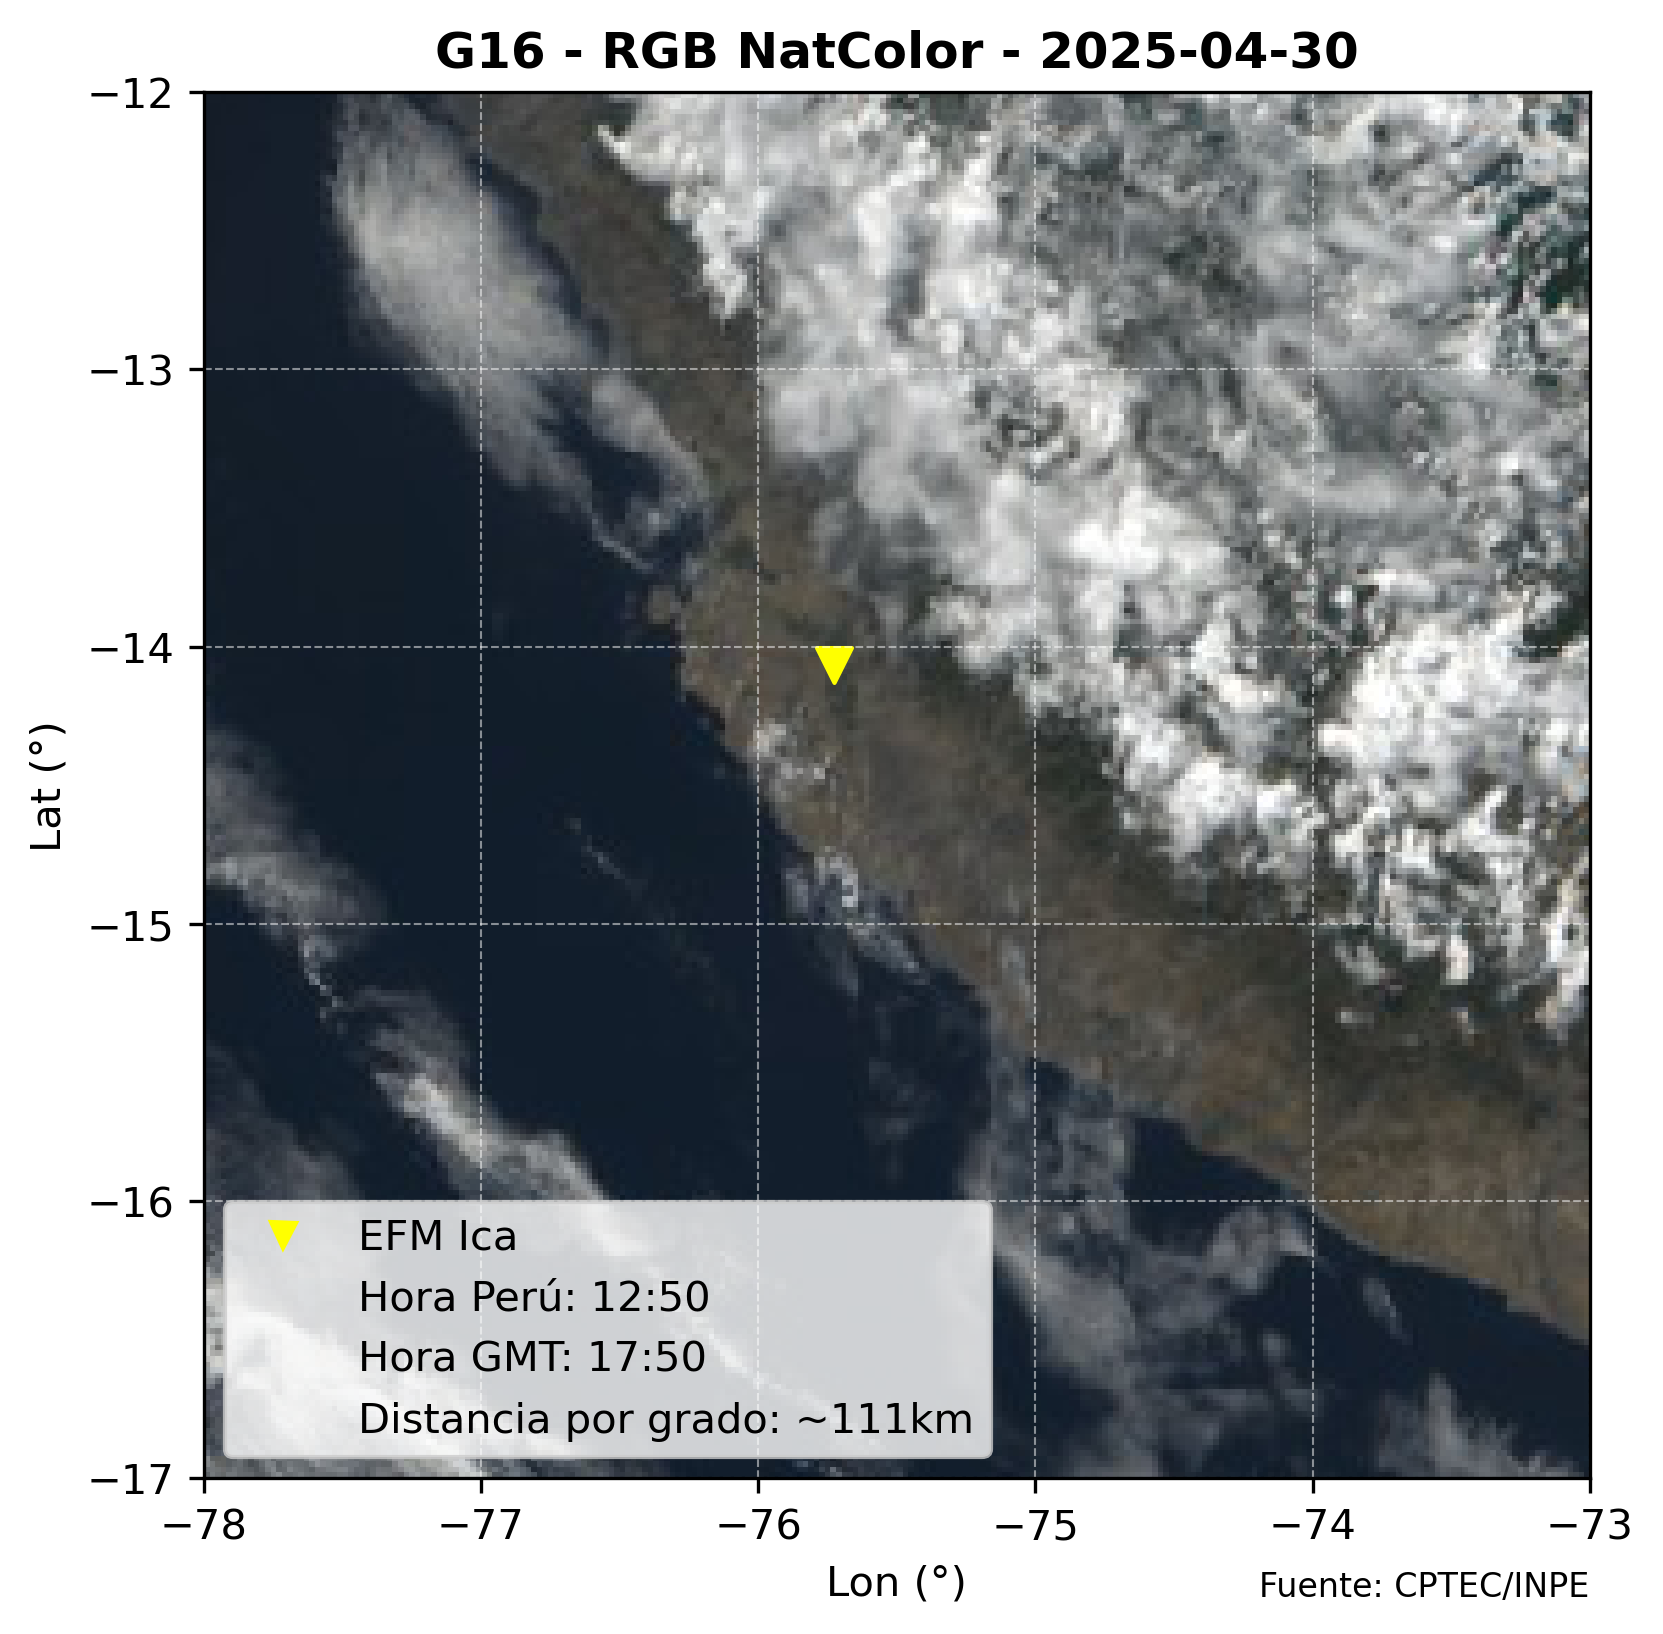 G16 - RGB NatColor - 2025-04-30
−12
−13
−14
−15
−16
−17
Lat (°)
EFM Ica
Hora Perú: 12:50
Hora GMT: 17:50
Distancia por grado: ~111km
−78 −77 −76 −75 −74 −73
Lon (°)
Fuente: CPTEC/INPE